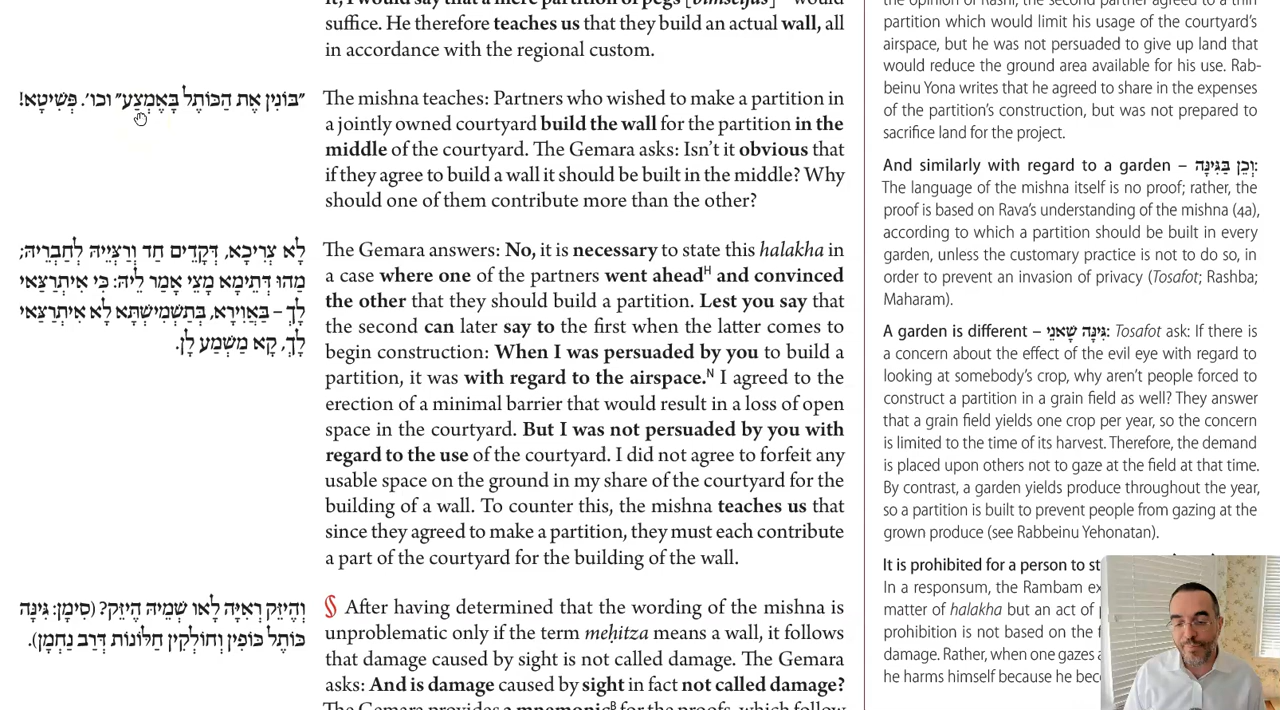 it, I would say that a mere partition of pegs [bimseifas] would
suffice. He therefore teaches us that they build an actual wall, all
in accordance with the regional custom.
״בּוֹנִין אֶת הַכּוֹתֶל בָּאֶמְצַע״ וכו׳. פְּשִׁיטָא!
The mishna teaches: Partners who wished to make a partition in
a jointly owned courtyard build the wall for the partition in the
middle of the courtyard. The Gemara asks: Isn't it obvious that
if they agree to build a wall it should be built in the middle? Why
should one of them contribute more than the other?
לָא צְרִיכָא, דִּקְדֵים חַד וְרַצְּיֵיהּ לְחַבְרֵיהּ;
מַהוּ דְּתֵימָא מָצֵי אָמַר לֵיהּ: כִּי אִיתְרְצַאי
לָךְ – בַּאֲוִירָא, בְּתַשְׁמִישְׁתָּא לָא אִיתְרְצַאי
לָךְ, קָא מַשְׁמַע לָן.
The Gemara answers: No, it is necessary to state this halakha in
a case where one of the partners went aheadᴴ and convinced
the other that they should build a partition. Lest you say that
the second can later say to the first when the latter comes to
begin construction: When I was persuaded by you to build a
partition, it was with regard to the airspace.ᴺ I agreed to the
erection of a minimal barrier that would result in a loss of open
space in the courtyard. But I was not persuaded by you with
regard to the use of the courtyard. I did not agree to forfeit any
usable space on the ground in my share of the courtyard for the
building of a wall. To counter this, the mishna teaches us that
since they agreed to make a partition, they must each contribute
a part of the courtyard for the building of the wall.
וְהֶיזֵּק רְאִיָּה לָאו שְׁמֵיהּ הֶיזֵּק? (סִימָן: גִּינָּה
כּוֹתֶל כּוֹפִין וְחוֹלְקִין חַלּוֹנוֹת דְּרַב נַחְמָן).
§ After having determined that the wording of the mishna is
unproblematic only if the term meḥitza means a wall, it follows
that damage caused by sight is not called damage. The Gemara
asks: And is damage caused by sight in fact not called damage?
The Gemara provides a mnemonicᴮ for the proofs, which follow
the opinion of Rashi, the second partner agreed to a thin
partition which would limit his usage of the courtyard's
airspace, but he was not persuaded to give up land that
would reduce the ground area available for his use. Rab-
beinu Yona writes that he agreed to share in the expenses
of the partition's construction, but was not prepared to
sacrifice land for the project.
And similarly with regard to a garden – וְכֵן בַּגִּינָּה:
The language of the mishna itself is no proof; rather, the
proof is based on Rava's understanding of the mishna (4a),
according to which a partition should be built in every
garden, unless the customary practice is not to do so, in
order to prevent an invasion of privacy (Tosafot; Rashba;
Maharam).
A garden is different – גִּינָּה שָׁאנֵי: Tosafot ask: If there is
a concern about the effect of the evil eye with regard to
looking at somebody's crop, why aren't people forced to
construct a partition in a grain field as well? They answer
that a grain field yields one crop per year, so the concern
is limited to the time of its harvest. Therefore, the demand
is placed upon others not to gaze at the field at that time.
By contrast, a garden yields produce throughout the year,
so a partition is built to prevent people from gazing at the
grown produce (see Rabbeinu Yehonatan).
It is prohibited for a person to st
In a responsum, the Rambam ex
matter of halakha but an act of
prohibition is not based on the
damage. Rather, when one gazes a
he harms himself because he bec